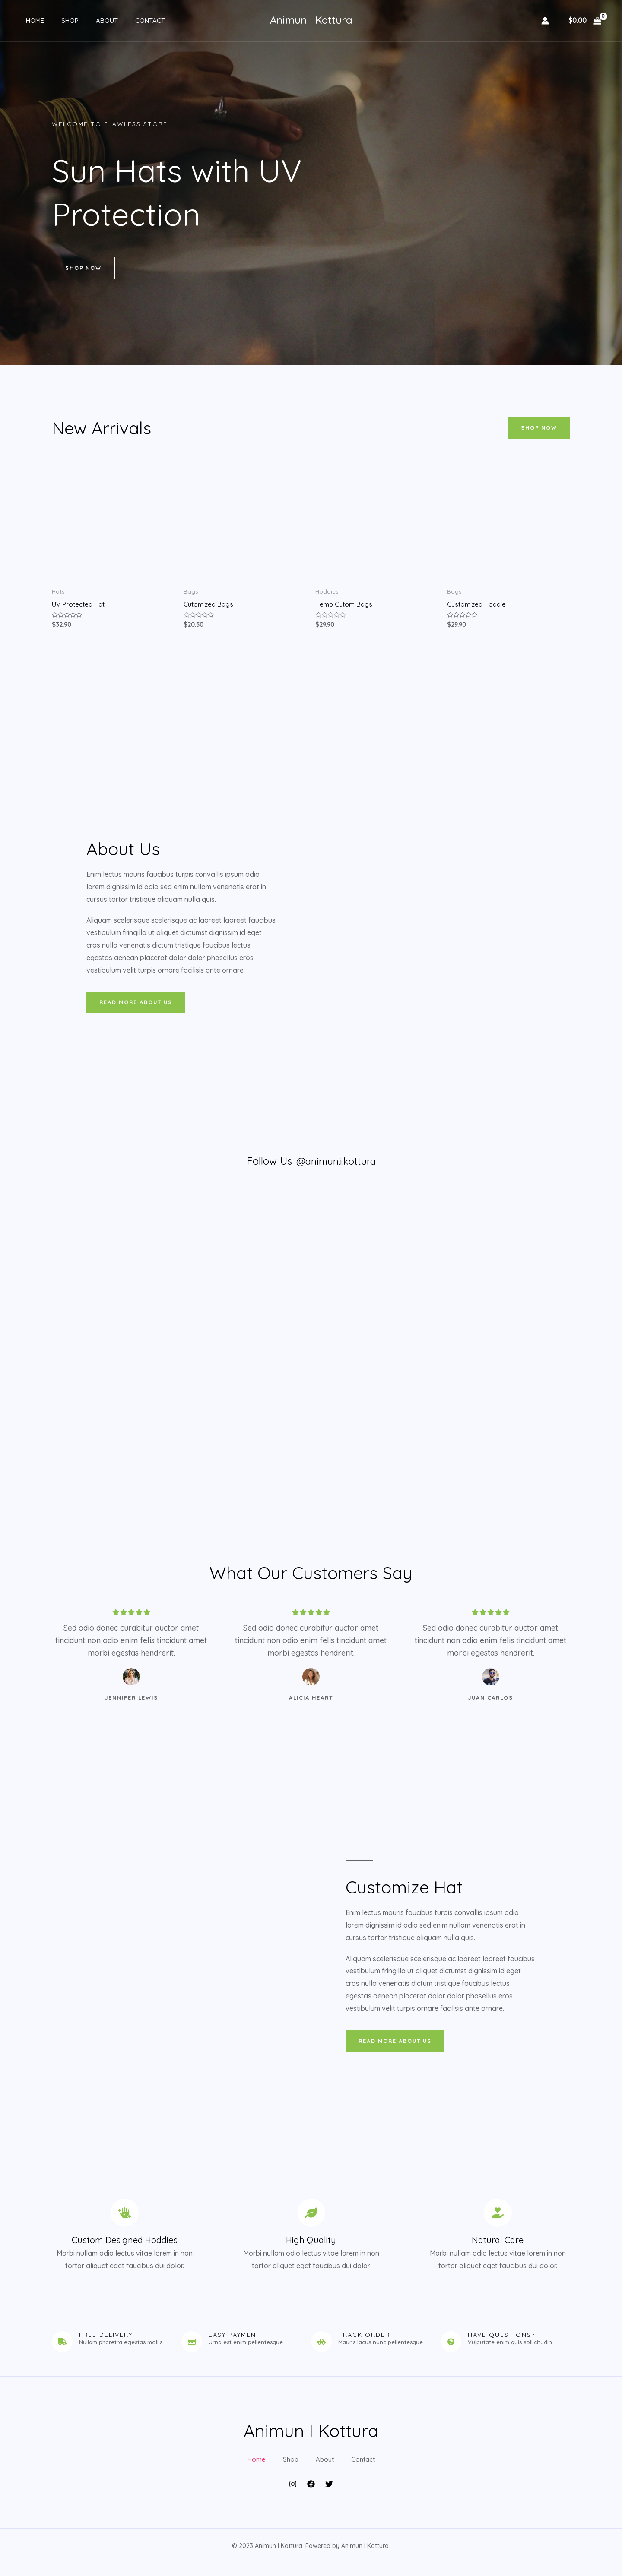 HOME SHOP ABOUT CONTACT
Animun I Kottura
$0.00 0
WELCOME TO FLAWLESS STORE
Sun Hats with UV
Protection
SHOP NOW
New Arrivals
SHOP NOW
Hats
UV Protected Hat
$32.90
Bags
Cutomized Bags
$20.50
Hoddies
Hemp Cutom Bags
$29.90
Bags
Customized Hoddie
$29.90
About Us
Enim lectus mauris faucibus turpis convallis ipsum odio
lorem dignissim id odio sed enim nullam venenatis erat in
cursus tortor tristique aliquam nulla quis.
Aliquam scelerisque scelerisque ac laoreet laoreet faucibus
vestibulum fringilla ut aliquet dictumst dignissim id eget
cras nulla venenatis dictum tristique faucibus lectus
egestas aenean placerat dolor dolor phasellus eros
vestibulum velit turpis ornare facilisis ante ornare.
READ MORE ABOUT US
Follow Us @animun.i.kottura
What Our Customers Say
Sed odio donec curabitur auctor amet
tincidunt non odio enim felis tincidunt amet
morbi egestas hendrerit.
JENNIFER LEWIS
Sed odio donec curabitur auctor amet
tincidunt non odio enim felis tincidunt amet
morbi egestas hendrerit.
ALICIA HEART
Sed odio donec curabitur auctor amet
tincidunt non odio enim felis tincidunt amet
morbi egestas hendrerit.
JUAN CARLOS
Customize Hat
Enim lectus mauris faucibus turpis convallis ipsum odio
lorem dignissim id odio sed enim nullam venenatis erat in
cursus tortor tristique aliquam nulla quis.
Aliquam scelerisque scelerisque ac laoreet laoreet faucibus
vestibulum fringilla ut aliquet dictumst dignissim id eget
cras nulla venenatis dictum tristique faucibus lectus
egestas aenean placerat dolor dolor phasellus eros
vestibulum velit turpis ornare facilisis ante ornare.
READ MORE ABOUT US
Custom Designed Hoddies
Morbi nullam odio lectus vitae lorem in non
tortor aliquet eget faucibus dui dolor.
High Quality
Morbi nullam odio lectus vitae lorem in non
tortor aliquet eget faucibus dui dolor.
Natural Care
Morbi nullam odio lectus vitae lorem in non
tortor aliquet eget faucibus dui dolor.
FREE DELIVERY
Nullam pharetra egestas mollis
EASY PAYMENT
Urna est enim pellentesque
TRACK ORDER
Mauris lacus nunc pellentesque
HAVE QUESTIONS?
Vulputate enim quis sollicitudin
Animun I Kottura
Home Shop About Contact
© 2023 Animun I Kottura. Powered by Animun I Kottura.